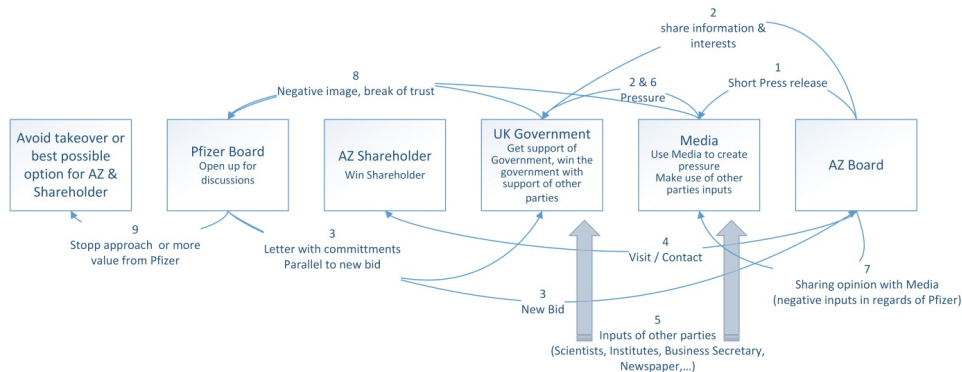 2
share information &
interests
8
Negative image, break of trust
2 & 6
Pressure
1
Short Press release
Avoid takeover or
best possible
option for AZ &
Shareholder
Pfizer Board
Open up for
discussions
AZ Shareholder
Win Shareholder
UK Government
Get support of
Government, win the
government with
support of other
parties
Media
Use Media to create
pressure
Make use of other
parties inputs
AZ Board
9
Stopp approach or more
value from Pfizer
3
Letter with committments
Parallel to new bid
4
Visit / Contact
7
Sharing opinion with Media
(negative inputs in regards of Pfizer)
3
New Bid
5
Inputs of other parties
(Scientists, Institutes, Business Secretary,
Newspaper,...)